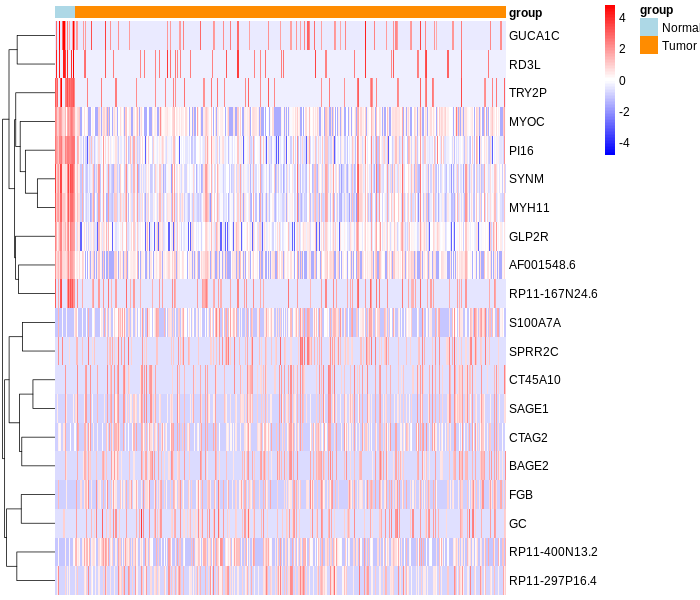 group
GUCA1C
RD3L
TRY2P
MYOC
PI16
SYNM
MYH11
GLP2R
AF001548.6
RP11-167N24.6
S100A7A
SPRR2C
CT45A10
SAGE1
CTAG2
BAGE2
FGB
GC
RP11-400N13.2
RP11-297P16.4
4
2
0
-2
-4
group
Normal
Tumor